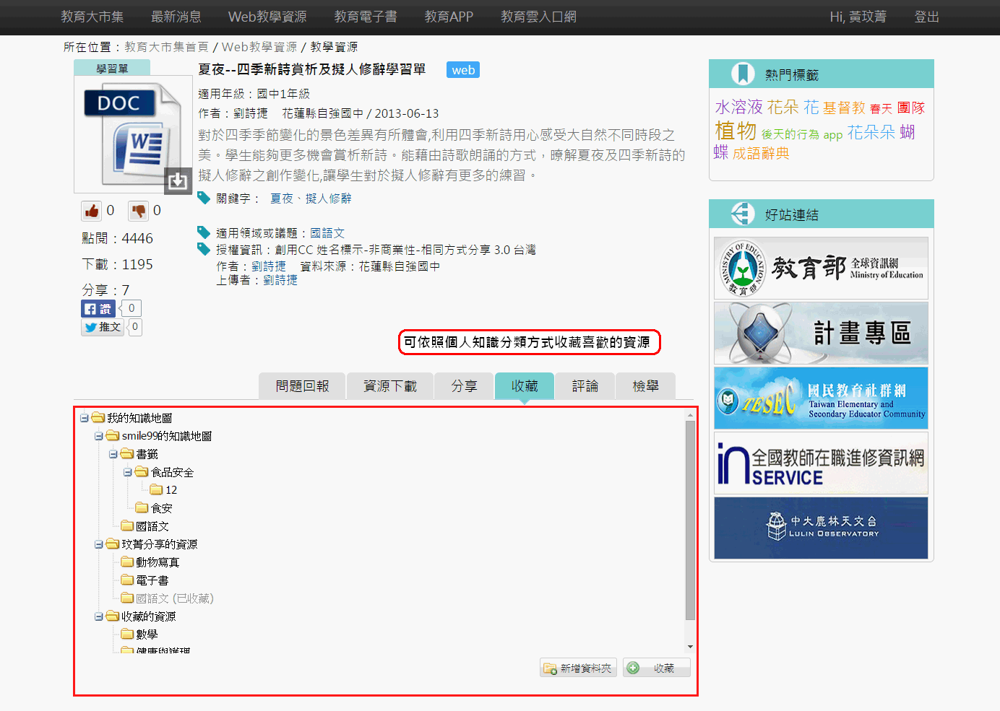 教育大市集 最新消息 Web教學資源 教育電子書 教育APP 教育雲入口網 Hi, 黃玟菁 登出
所在位置：教育大市集首頁 / Web教學資源 / 教學資源
學習單
DOC
W
夏夜--四季新詩賞析及擬人修辭學習單 web
適用年級：國中1年級
作者：劉詩捷 花蓮縣自強國中 / 2013-06-13
對於四季季節變化的景色差異有所體會,利用四季新詩用心感受大自然不同時段之
美。學生能夠更多機會賞析新詩。能藉由詩歌朗誦的方式，暸解夏夜及四季新詩的
擬人修辭之創作變化,讓學生對於擬人修辭有更多的練習。
關鍵字： 夏夜、擬人修辭
適用領域或議題：國語文
授權資訊：創用CC 姓名標示-非商業性-相同方式分享 3.0 台灣
作者：劉詩捷 資料來源：花蓮縣自強國中
上傳者：劉詩捷
0 0
點閱：4446
下載：1195
分享：7
讚 0
推文 0
可依照個人知識分類方式收藏喜歡的資源
問題回報 資源下載 分享 收藏 評論 檢舉
我的知識地圖
smile99的知識地圖
書籤
食品安全
12
食安
國語文
玟菁分享的資源
動物寫真
電子書
國語文 (已收藏)
收藏的資源
數學
健康與護理
新增資料夾 收藏
熱門標籤
水溶液 花朵 花 基督教 春天 團隊
植物 後天的行為 app 花朵朵 蝴
蝶 成語辭典
好站連結
MINISTRY OF EDUCATION
教育部
教育部 全球資訊網
Ministry of Education
計畫專區
TESEC 國民教育社群網
Taiwan Elementary and
Secondary Educator Community
in SERVICE 全國教師在職進修資訊網
中大鹿林天文台
LULIN OBSERVATORY